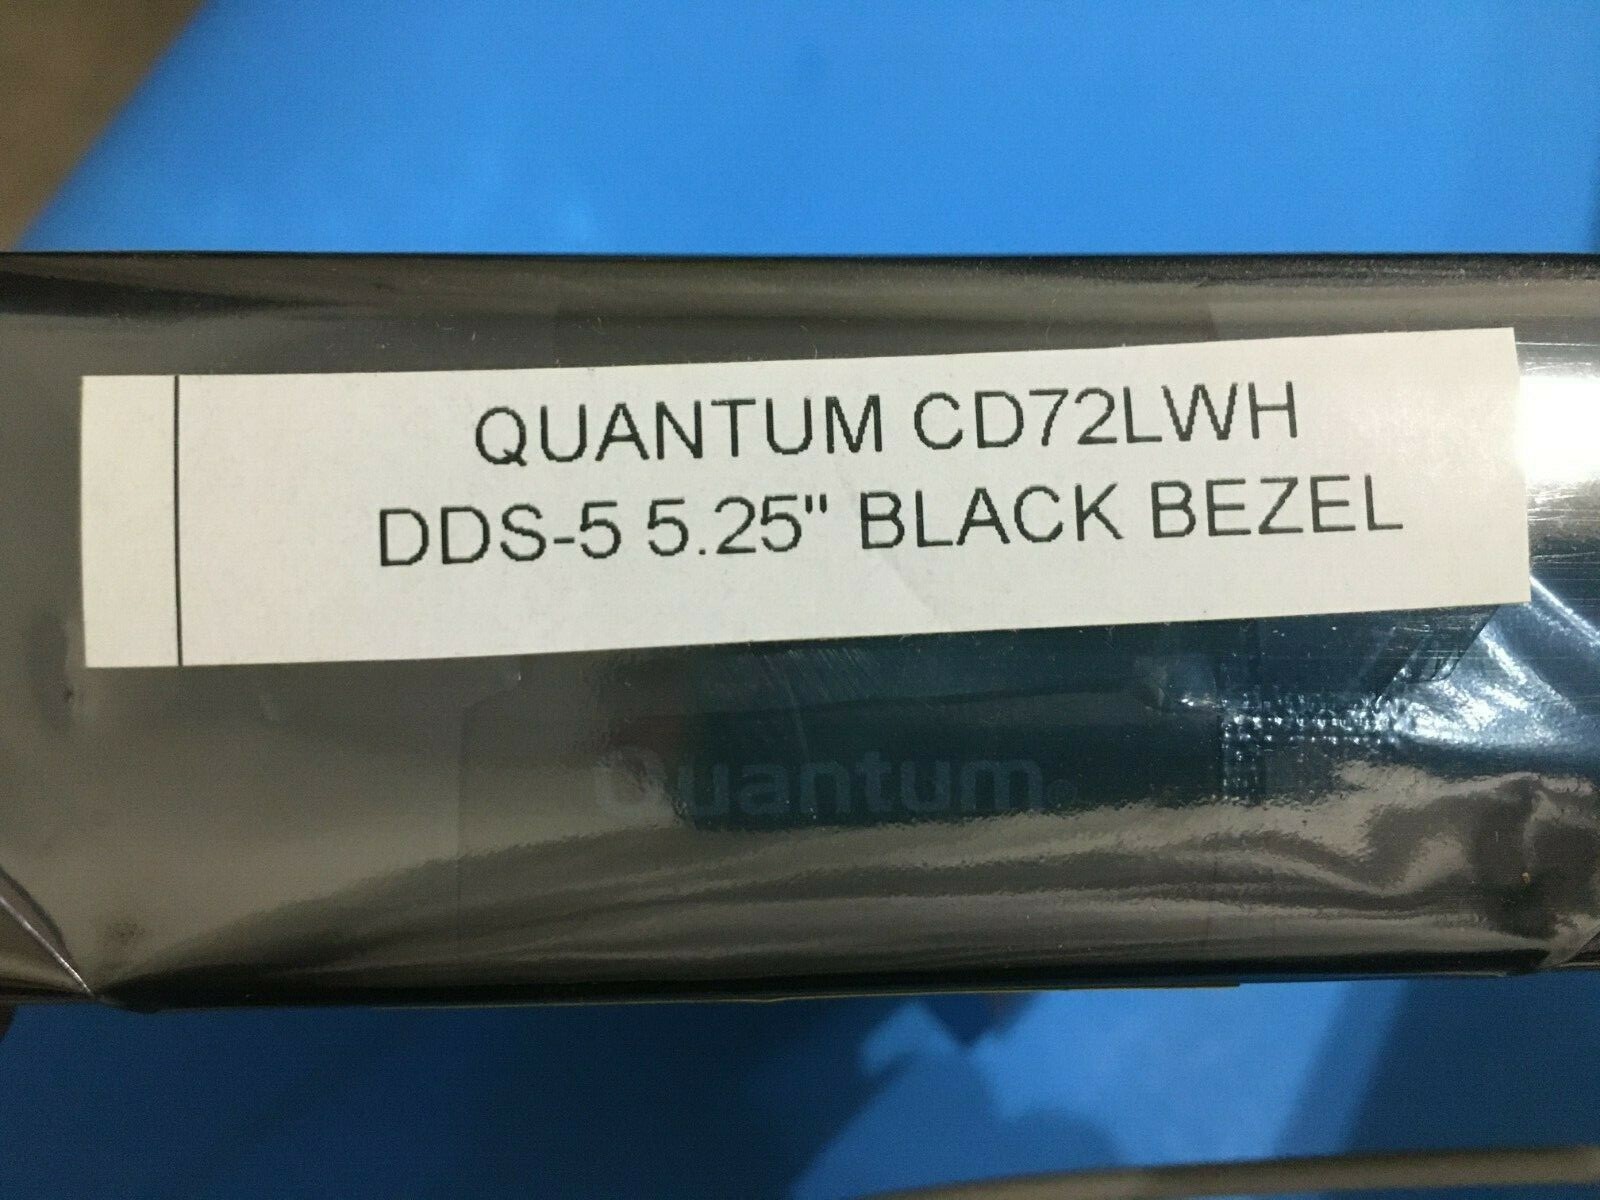 QUANTUM CD72LWH
DDS-5 5.25" BLACK BEZEL
Quantum®